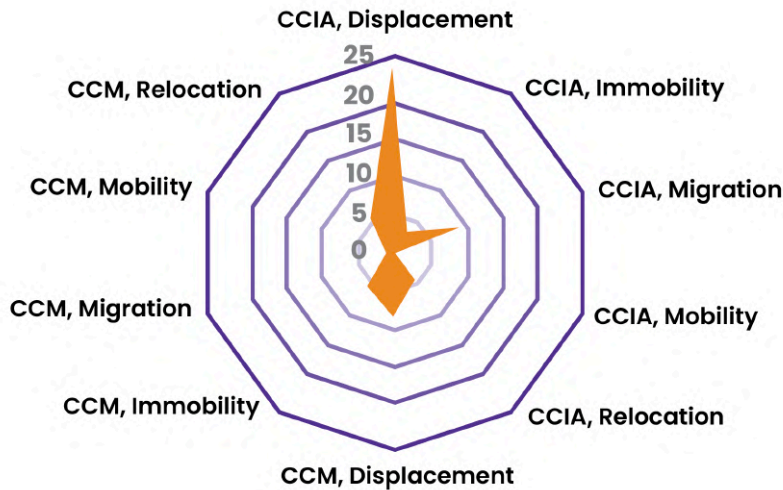 CCIA, Displacement
25
CCM, Relocation
CCIA, Immobility
20
15
10
CCM, Mobility
CCIA, Migration
5
0
CCM, Migration
CCIA, Mobility
CCM, Immobility
CCIA, Relocation
CCM, Displacement